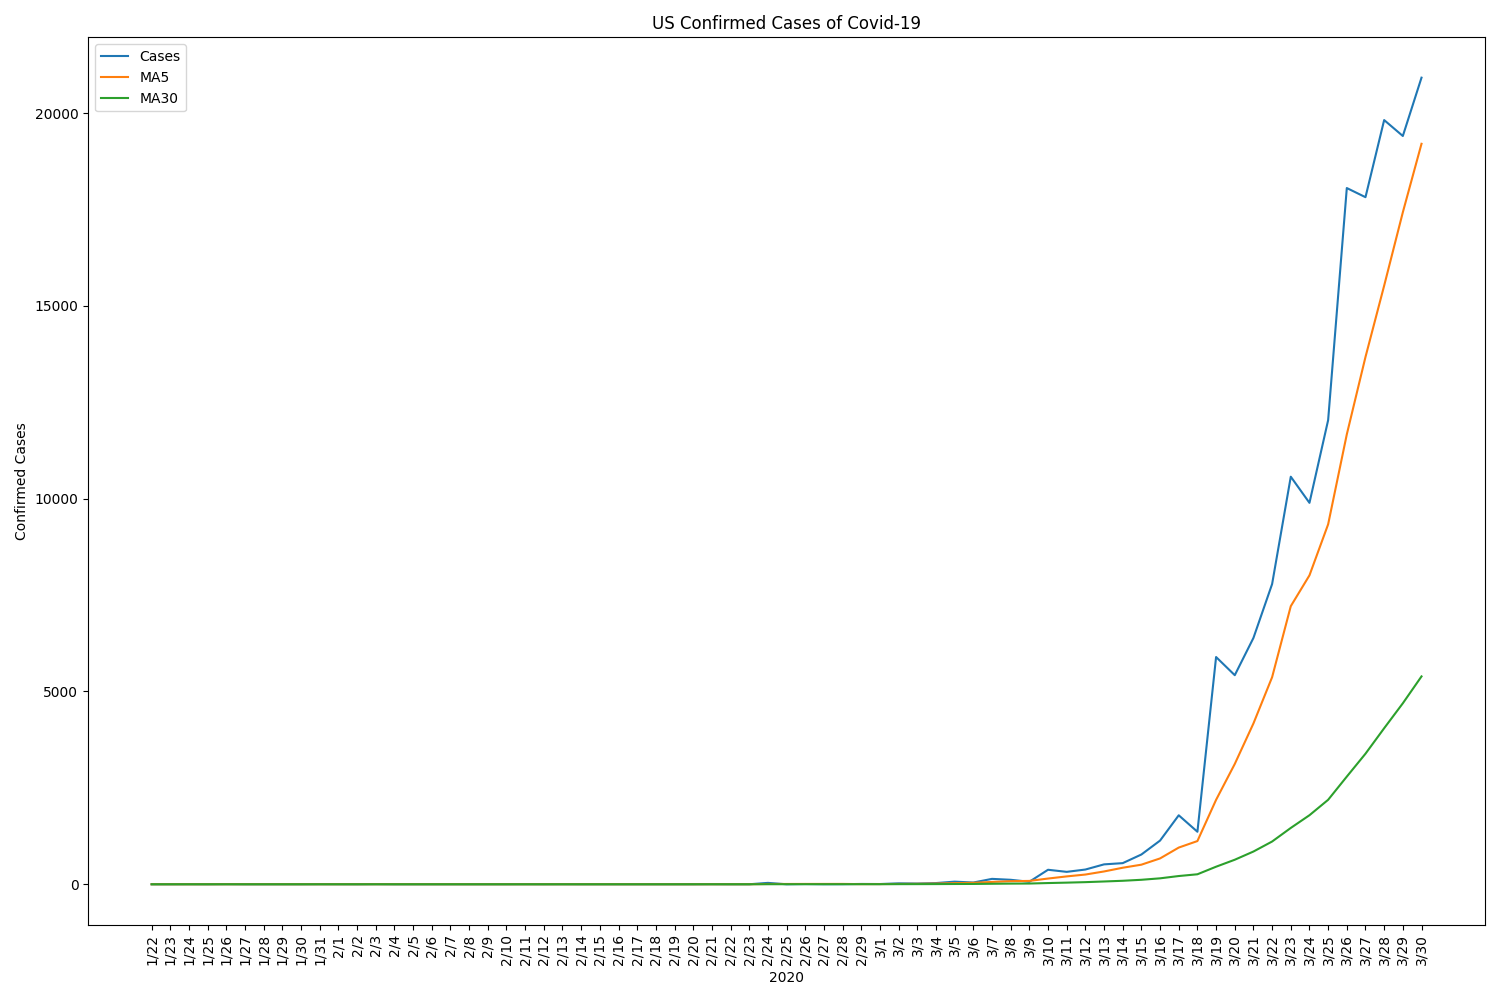 US Confirmed Cases of Covid-19
Cases
MA5
MA30
20000
15000
10000
5000
0
Confirmed Cases
1/22 1/23 1/24 1/25 1/26 1/27 1/28 1/29 1/30 1/31 2/1 2/2 2/3 2/4 2/5 2/6 2/7 2/8 2/9 2/10 2/11 2/12 2/13 2/14 2/15 2/16 2/17 2/18 2/19 2/20 2/21 2/22 2/23 2/24 2/25 2/26 2/27 2/28 2/29 3/1 3/2 3/3 3/4 3/5 3/6 3/7 3/8 3/9 3/10 3/11 3/12 3/13 3/14 3/15 3/16 3/17 3/18 3/19 3/20 3/21 3/22 3/23 3/24 3/25 3/26 3/27 3/28 3/29 3/30
2020